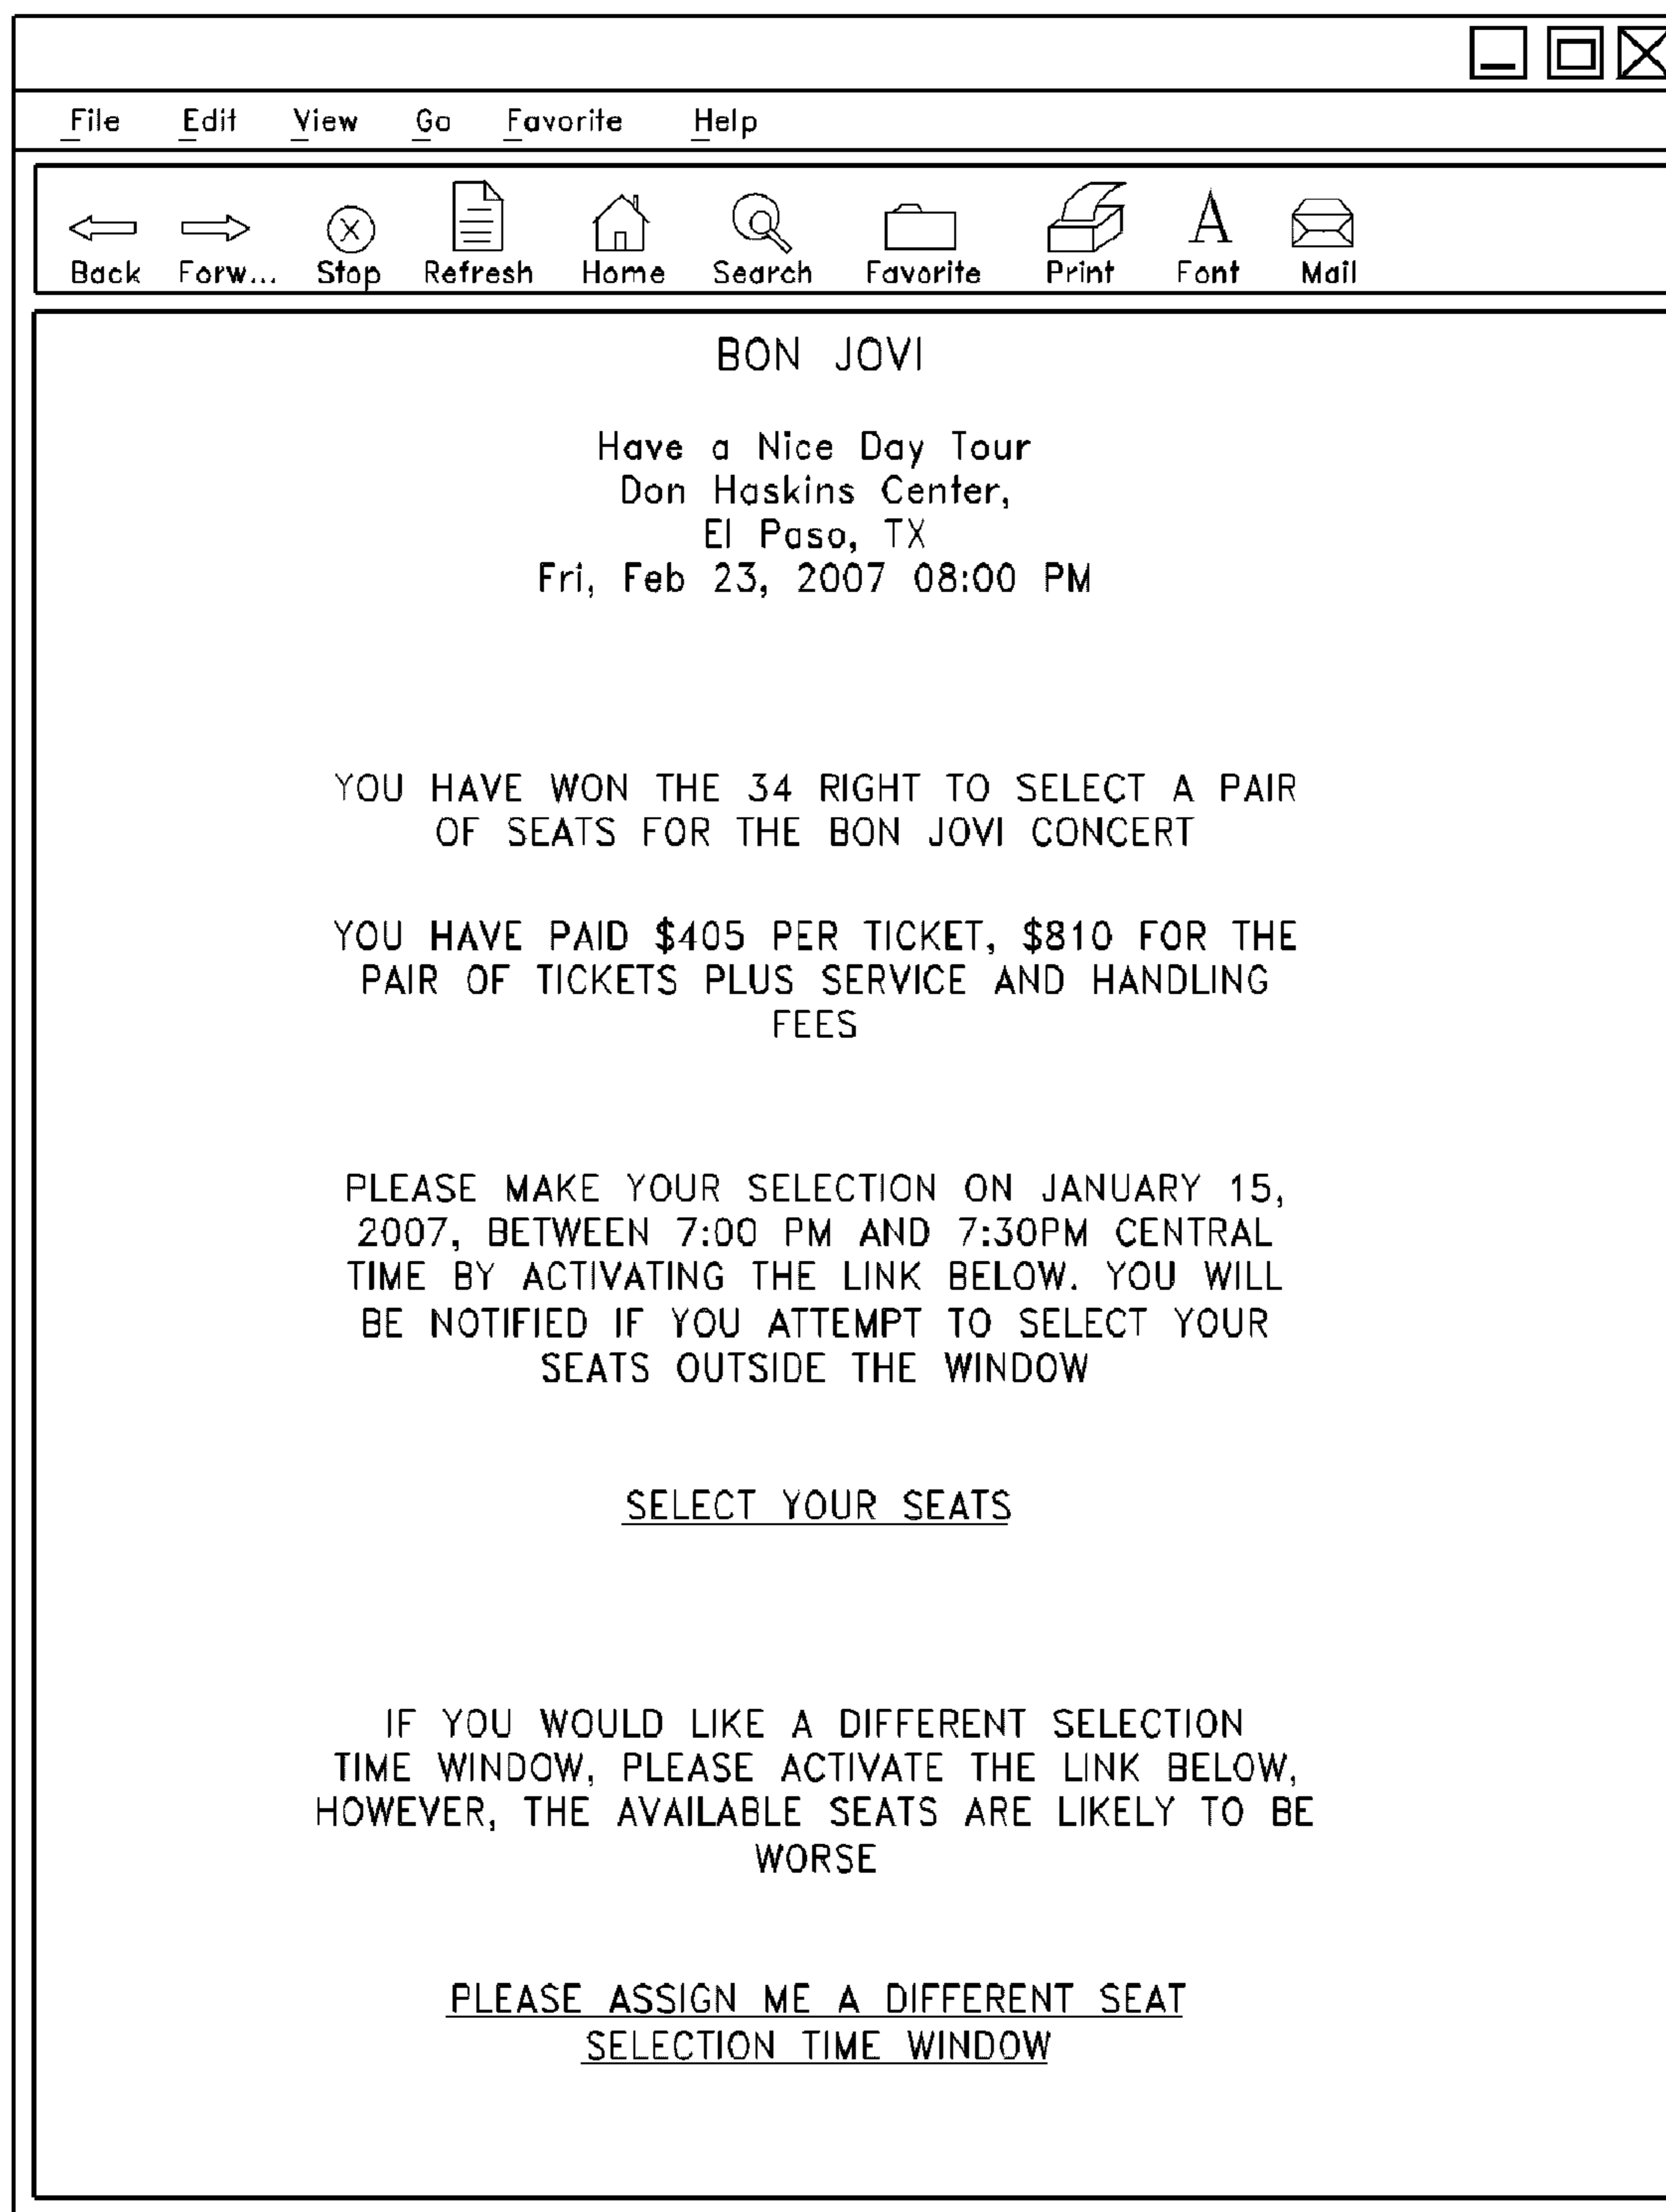 File Edit View Go Favorite Help
Back Forw... Stop Refresh Home Search Favorite Print Font Mail
BON JOVI
Have a Nice Day Tour
Don Haskins Center,
El Paso, TX
Fri, Feb 23, 2007 08:00 PM
YOU HAVE WON THE 34 RIGHT TO SELECT A PAIR
OF SEATS FOR THE BON JOVI CONCERT
YOU HAVE PAID $405 PER TICKET, $810 FOR THE
PAIR OF TICKETS PLUS SERVICE AND HANDLING
FEES
PLEASE MAKE YOUR SELECTION ON JANUARY 15,
2007, BETWEEN 7:00 PM AND 7:30PM CENTRAL
TIME BY ACTIVATING THE LINK BELOW. YOU WILL
BE NOTIFIED IF YOU ATTEMPT TO SELECT YOUR
SEATS OUTSIDE THE WINDOW
SELECT YOUR SEATS
IF YOU WOULD LIKE A DIFFERENT SELECTION
TIME WINDOW, PLEASE ACTIVATE THE LINK BELOW,
HOWEVER, THE AVAILABLE SEATS ARE LIKELY TO BE
WORSE
PLEASE ASSIGN ME A DIFFERENT SEAT
SELECTION TIME WINDOW